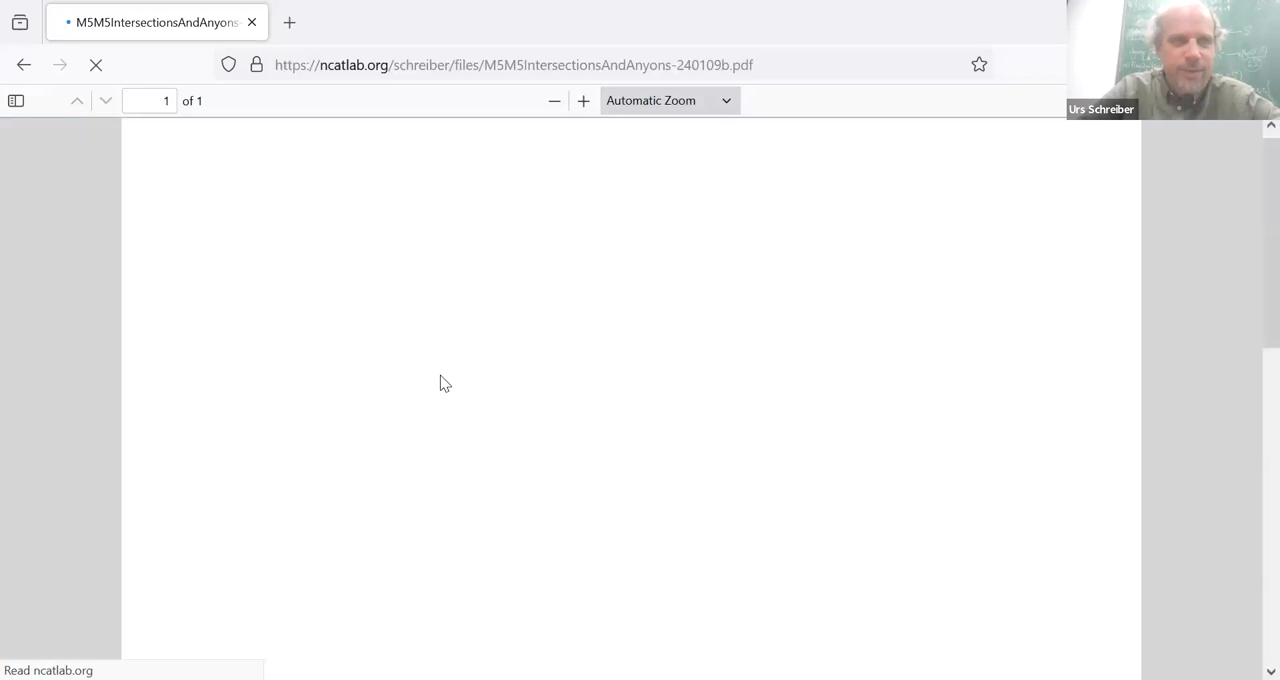 M5M5IntersectionsAndAnyons-
https://ncatlab.org/schreiber/files/M5M5IntersectionsAndAnyons-240109b.pdf
1 of 1
Automatic Zoom
Urs Schreiber
Read ncatlab.org